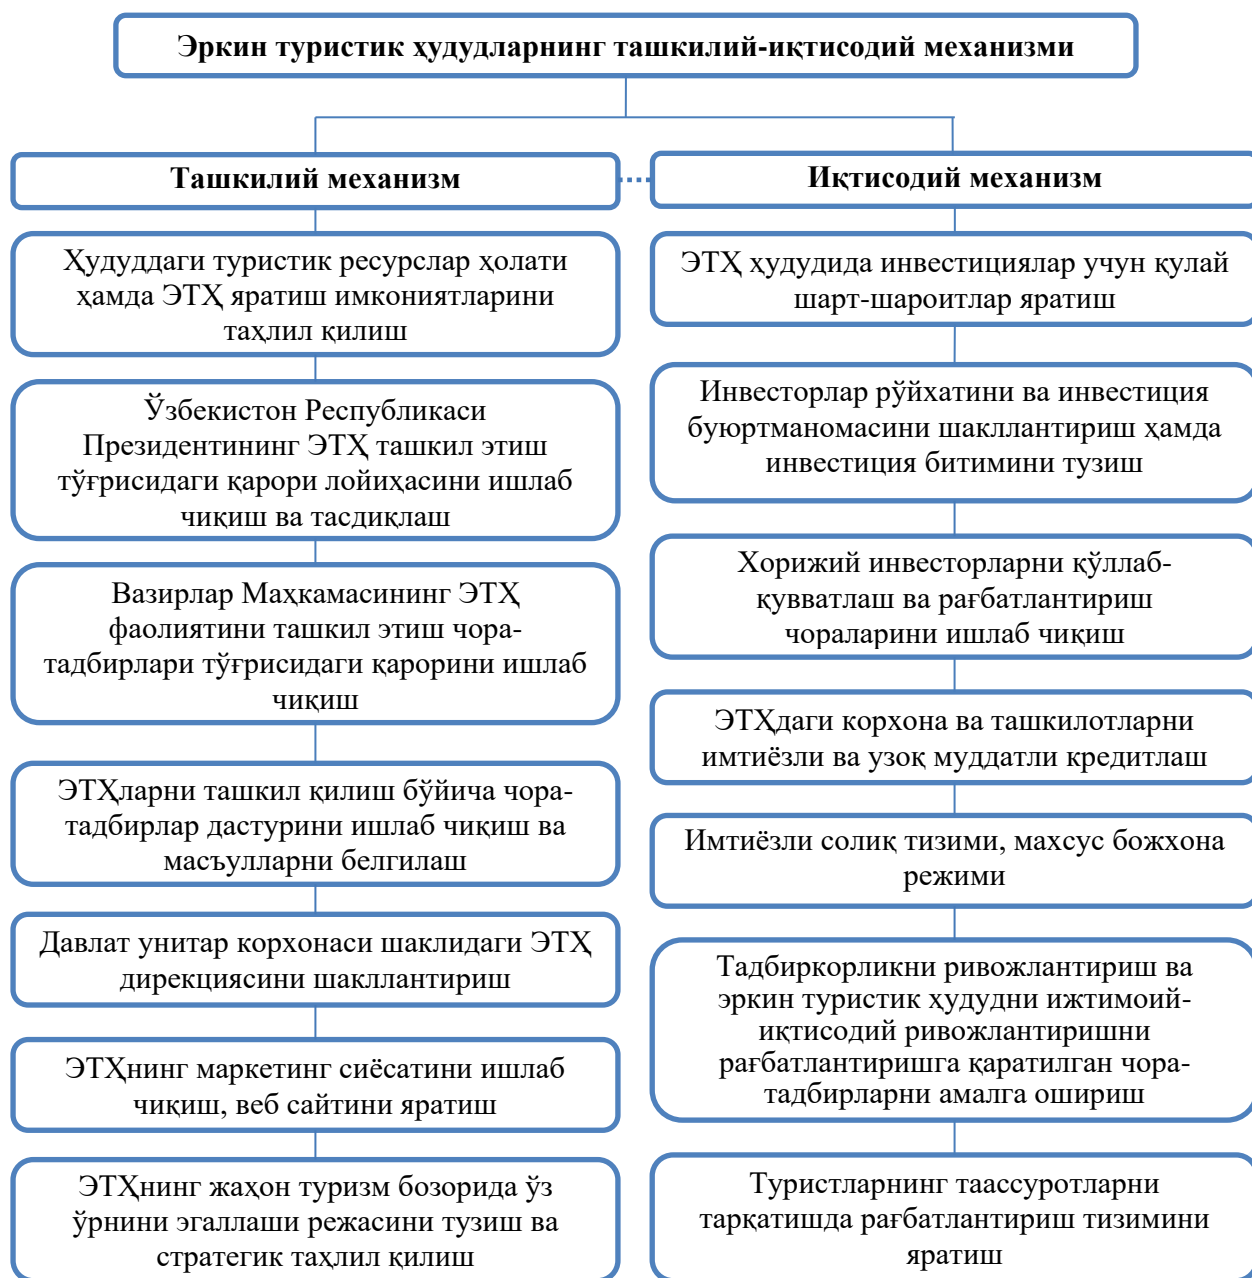 Эркин туристик ҳудудларнинг ташкилий-иқтисодий механизми
Ташкилий механизм
Ҳудуддаги туристик ресурслар ҳолати
ҳамда ЭТҲ яратиш имкониятларини
таҳлил қилиш
Ўзбекистон Республикаси
Президентининг ЭТҲ ташкил этиш
тўғрисидаги қарори лойиҳасини ишлаб
чиқиш ва тасдиқлаш
Вазирлар Маҳкамасининг ЭТҲ
фаолиятини ташкил этиш чора-
тадбирлари тўғрисидаги қарорини ишлаб
чиқиш
ЭТҲларни ташкил қилиш бўйича чора-
тадбирлар дастурини ишлаб чиқиш ва
масъулларни белгилаш
Давлат унитар корхонаси шаклидаги ЭТҲ
дирекциясини шакллантириш
ЭТҲнинг маркетинг сиёсатини ишлаб
чиқиш, веб сайтини яратиш
ЭТҲнинг жаҳон туризм бозорида ўз
ўрнини эгаллаши режасини тузиш ва
стратегик таҳлил қилиш
Иқтисодий механизм
ЭТҲ ҳудудида инвестициялар учун қулай
шарт-шароитлар яратиш
Инвесторлар рўйхатини ва инвестиция
буюртманомасини шакллантириш ҳамда
инвестиция битимини тузиш
Хорижий инвесторларни қўллаб-
қувватлаш ва рағбатлантириш
чораларини ишлаб чиқиш
ЭТҲдаги корхона ва ташкилотларни
имтиёзли ва узоқ муддатли кредитлаш
Имтиёзли солиқ тизими, махсус божхона
режими
Тадбиркорликни ривожлантириш ва
эркин туристик ҳудудни ижтимоий-
иқтисодий ривожлантиришни
рағбатлантиришга қаратилган чора-
тадбирларни амалга ошириш
Туристларнинг таассуротларни
тарқатишда рағбатлантириш тизимини
яратиш